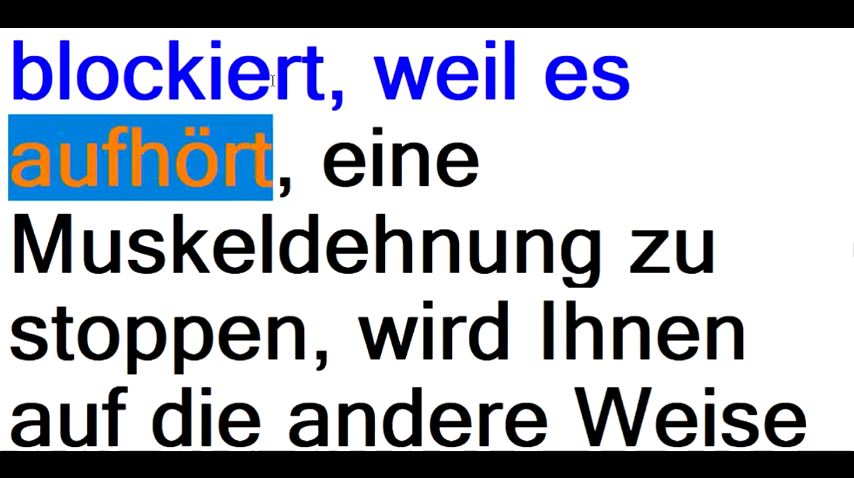 blockiert, weil es
aufhört, eine
Muskeldehnung zu
stoppen, wird Ihnen
auf die andere Weise